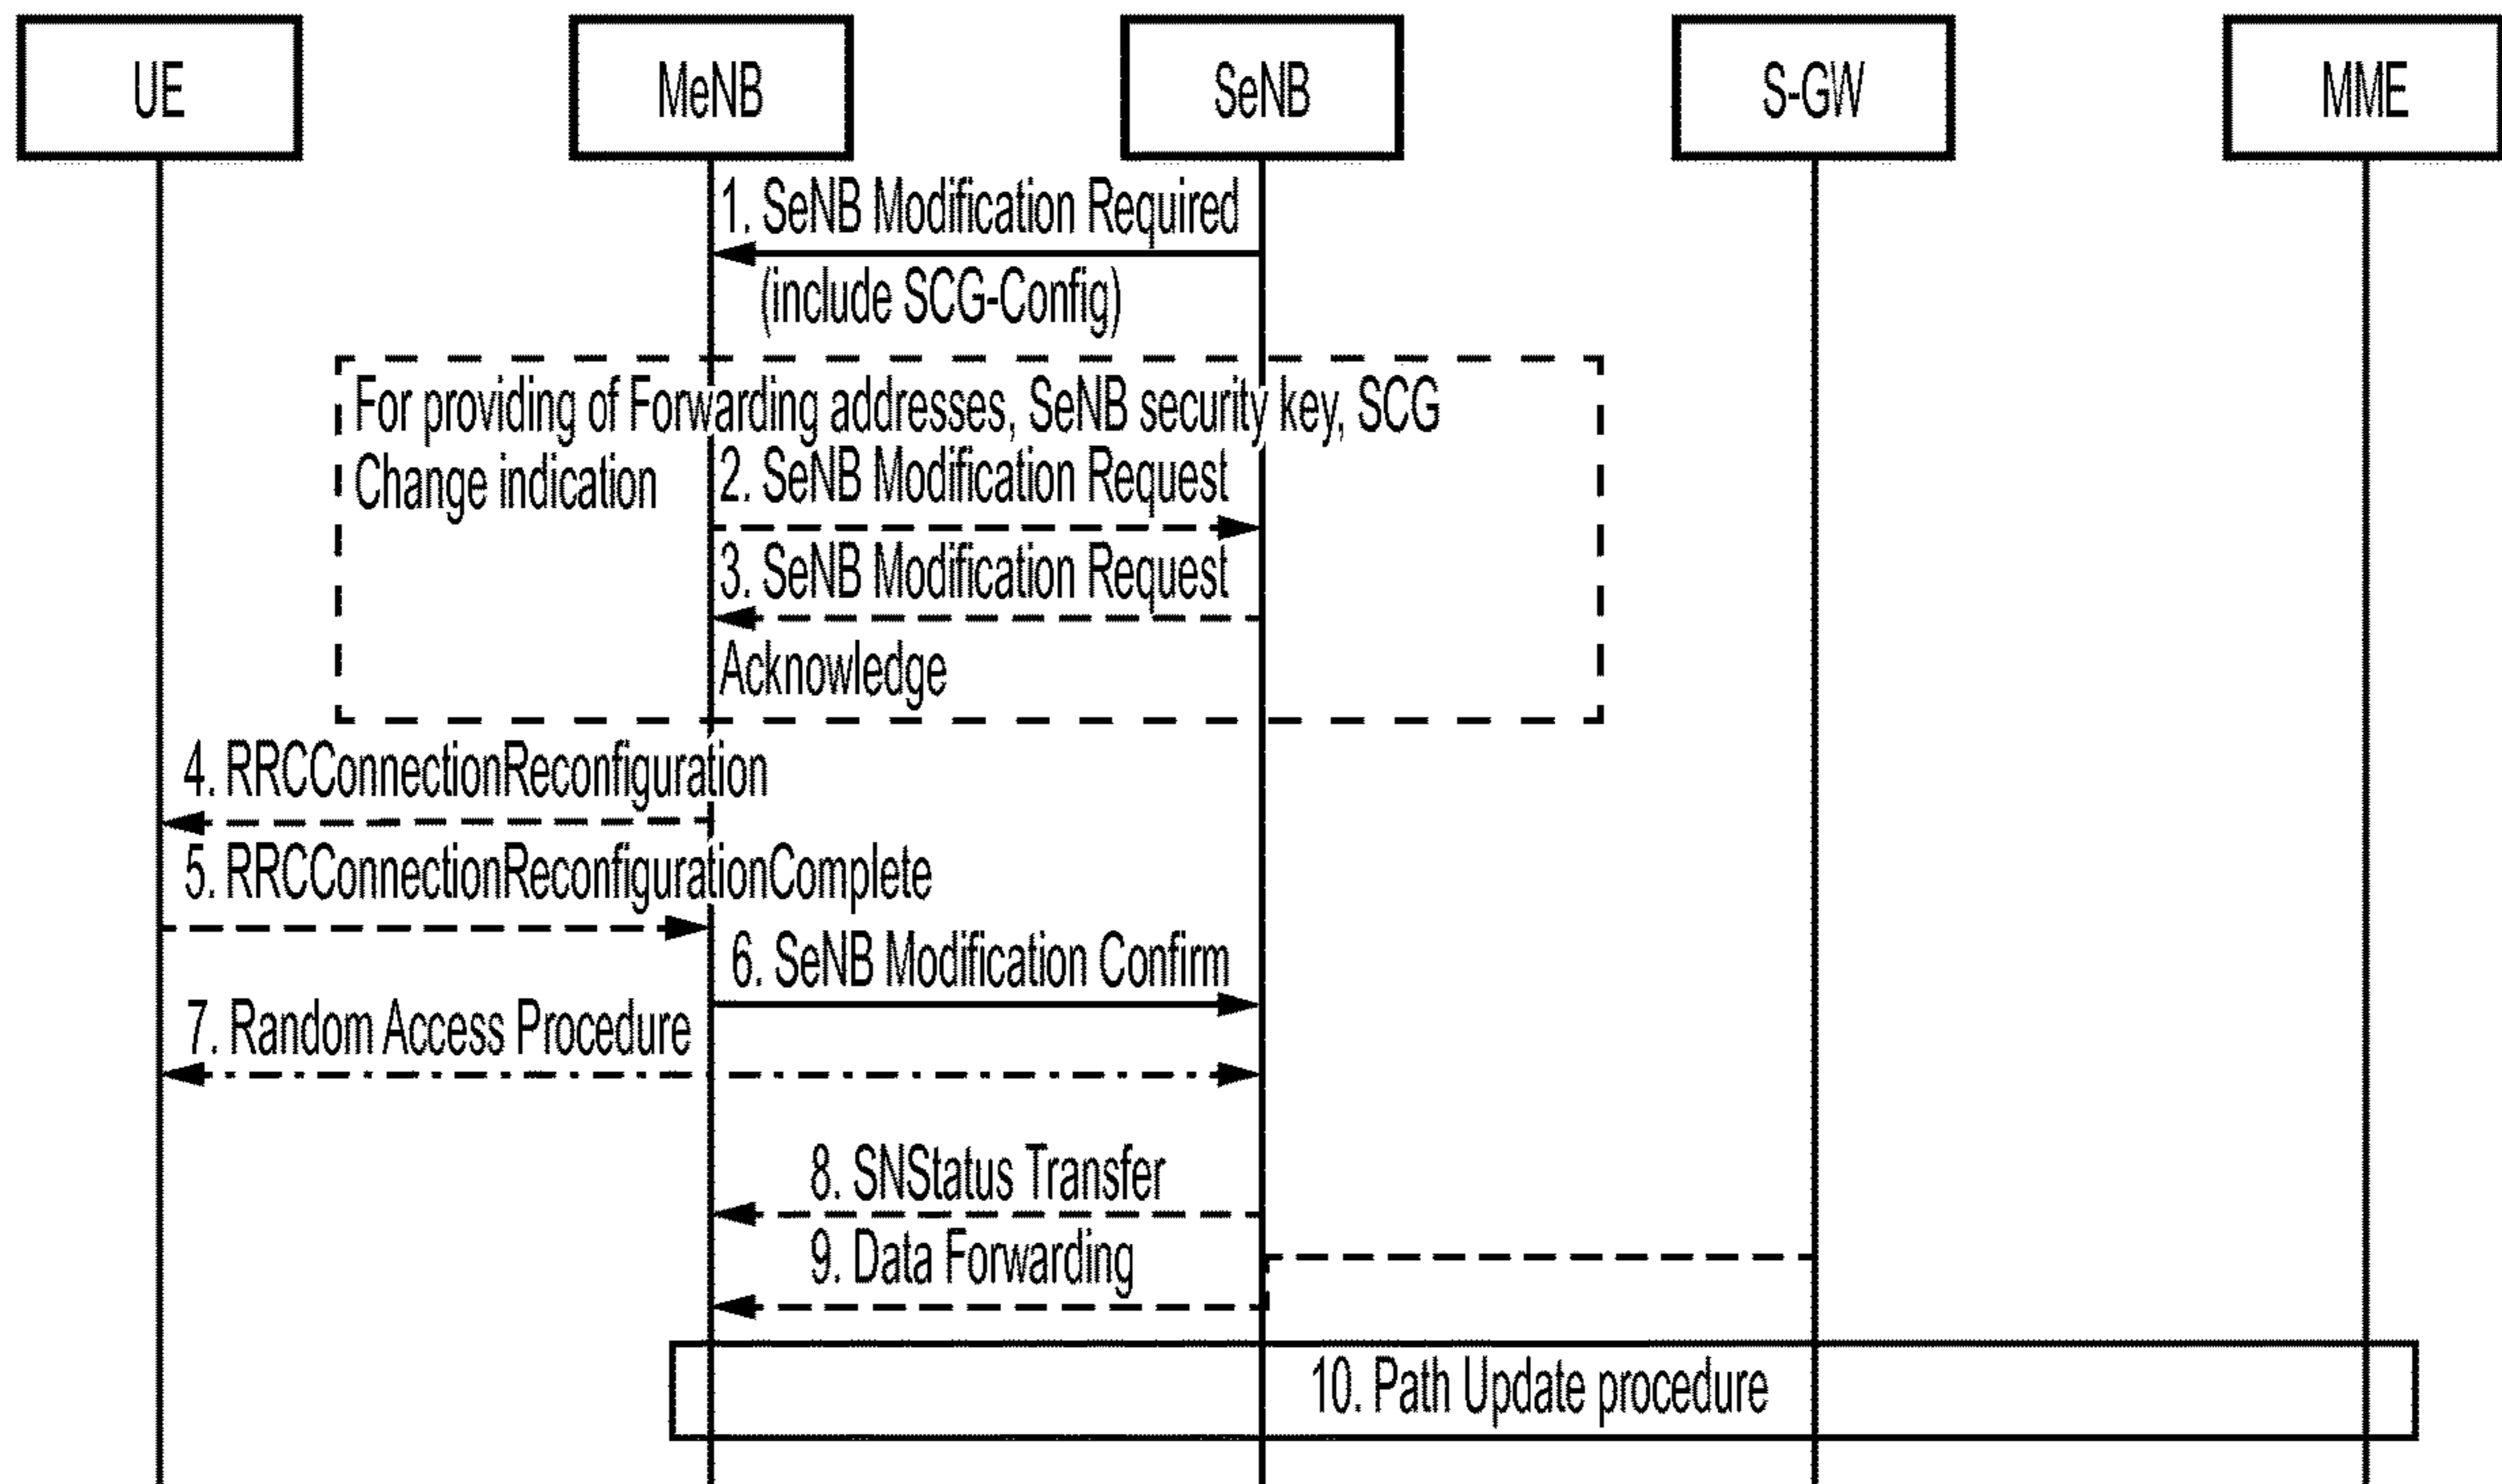 UE
MeNB
SeNB
S-GW
MME
1. SeNB Modification Required
(include SCG-Config)
For providing of Forwarding addresses, SeNB security key, SCG
Change indication
2. SeNB Modification Request
3. SeNB Modification Request
Acknowledge
4. RRCConnectionReconfiguration
5. RRCConnectionReconfigurationComplete
6. SeNB Modification Confirm
7. Random Access Procedure
8. SNStatus Transfer
9. Data Forwarding
10. Path Update procedure